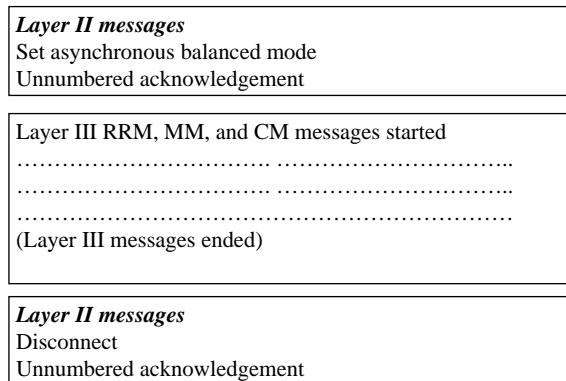 Layer II messages
Set asynchronous balanced mode
Unnumbered acknowledgement
Layer III RRM, MM, and CM messages started
……………………………. …………………………..
……………………………. …………………………..
…………………………………………………………
(Layer III messages ended)
Layer II messages
Disconnect
Unnumbered acknowledgement